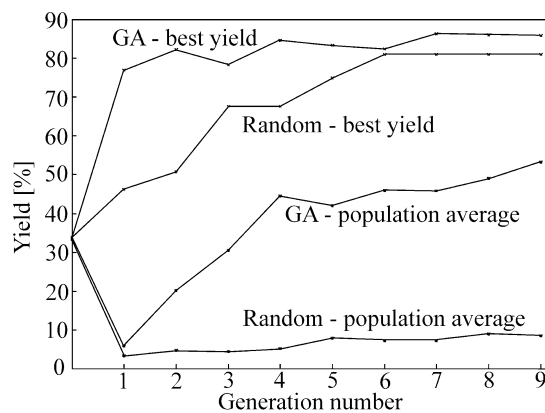 90
GA - best yield
80
70
Random - best yield
60
Yield [%]
50
40
GA - population average
30
20
Random - population average
10
0
1 2 3 4 5 6 7 8 9
Generation number